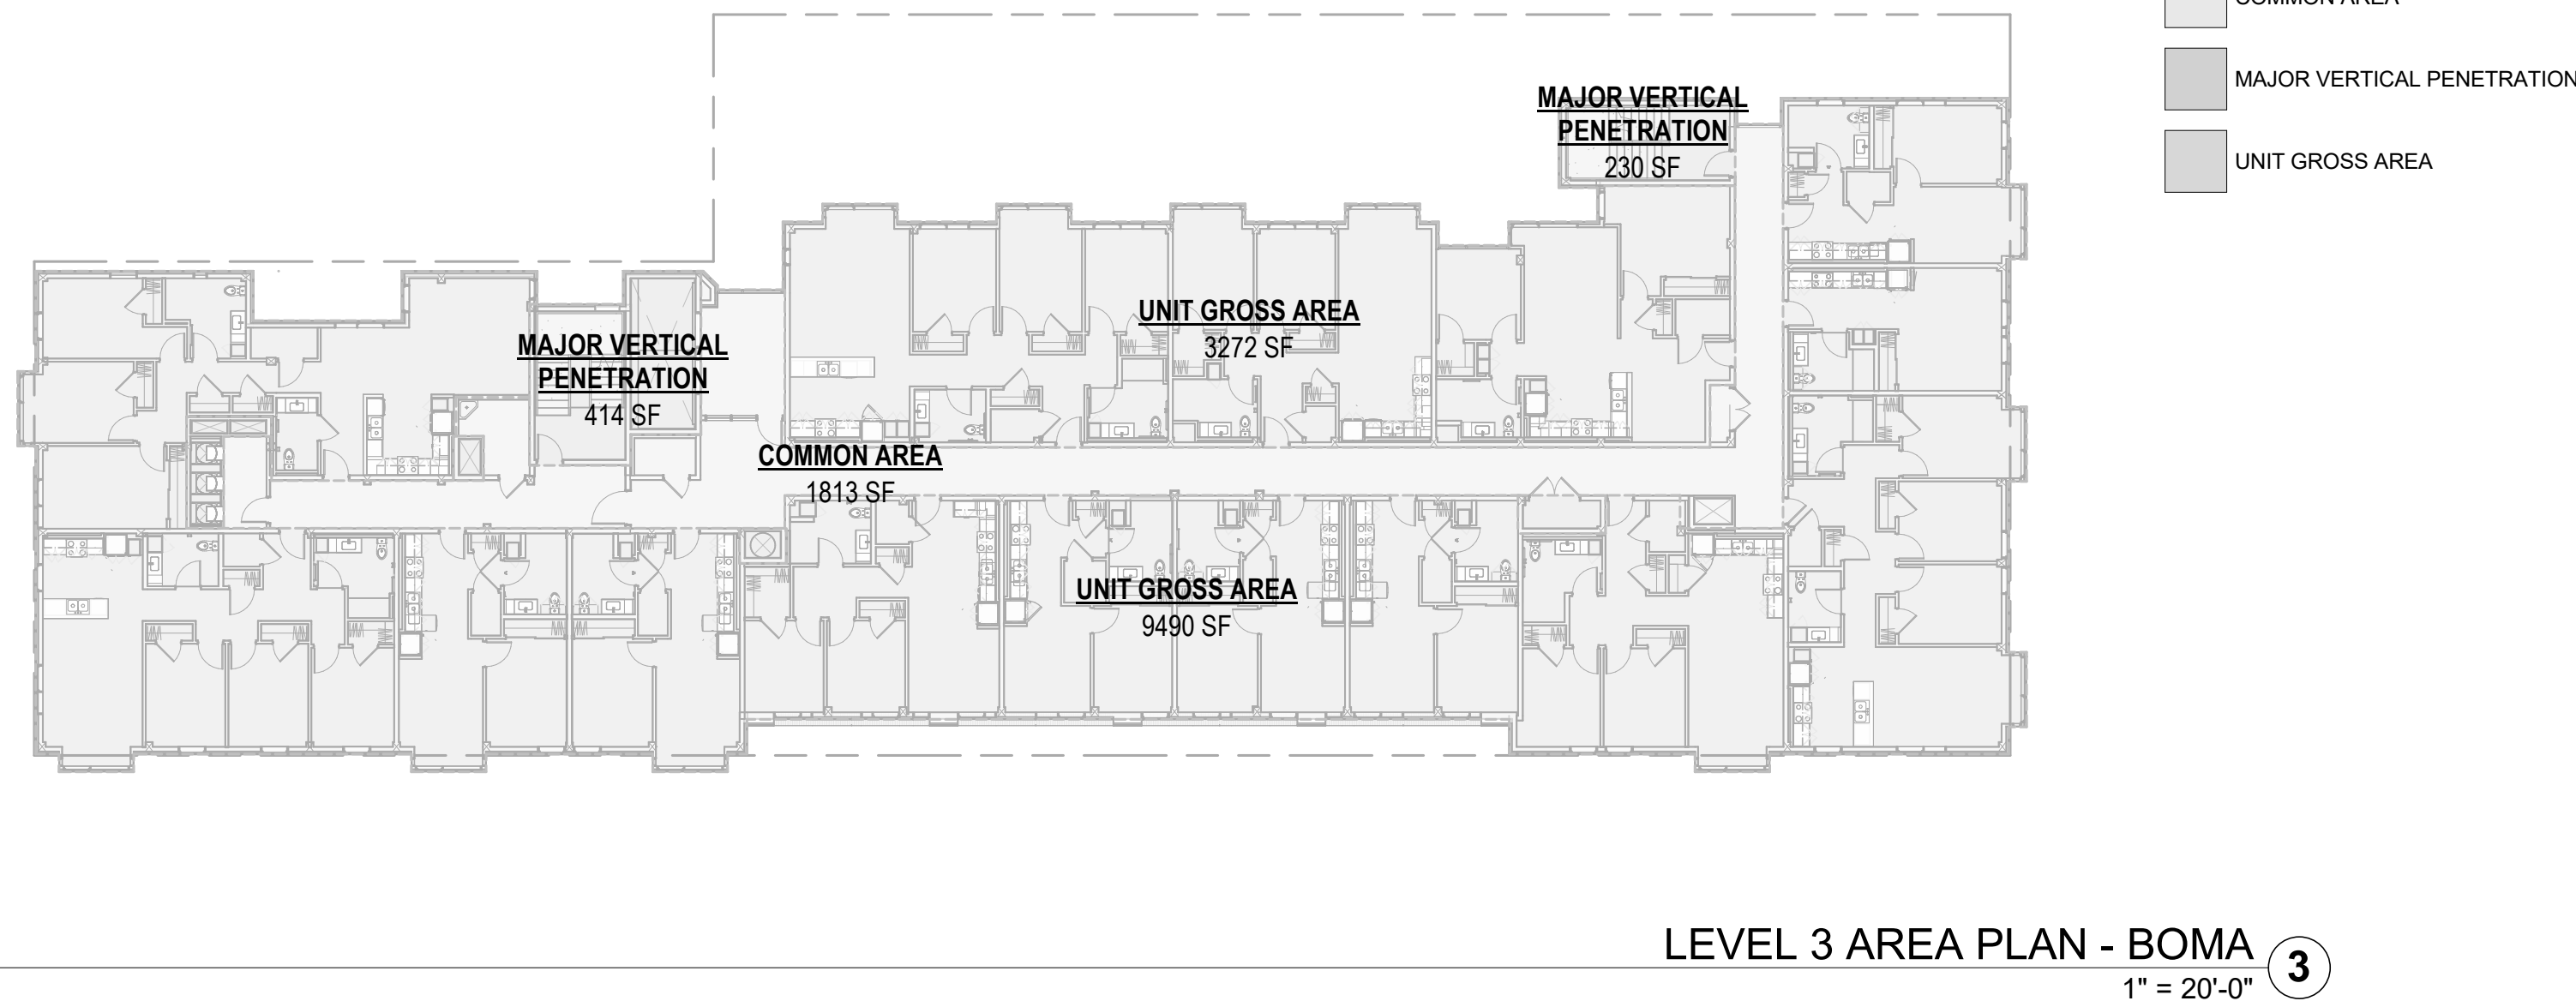 COMMON AREA
MAJOR VERTICAL PENETRATION
UNIT GROSS AREA
MAJOR VERTICAL
PENETRATION
230 SF
UNIT GROSS AREA
3272 SF
MAJOR VERTICAL
PENETRATION
414 SF
COMMON AREA
1813 SF
UNIT GROSS AREA
9490 SF
LEVEL 3 AREA PLAN - BOMA
3
1" = 20'-0"